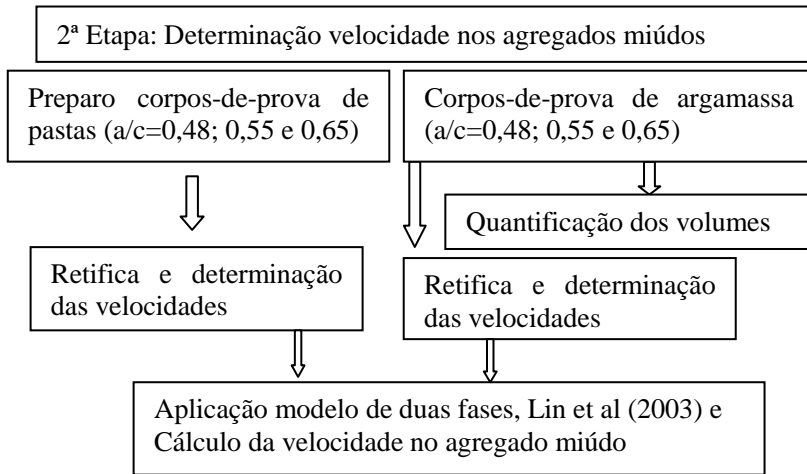 2ª Etapa: Determinação velocidade nos agregados miúdos
Preparo corpos-de-prova de
pastas (a/c=0,48; 0,55 e 0,65)
Corpos-de-prova de argamassa
(a/c=0,48; 0,55 e 0,65)
Quantificação dos volumes
Retifica e determinação
das velocidades
Retifica e determinação
das velocidades
Aplicação modelo de duas fases, Lin et al (2003) e
Cálculo da velocidade no agregado miúdo